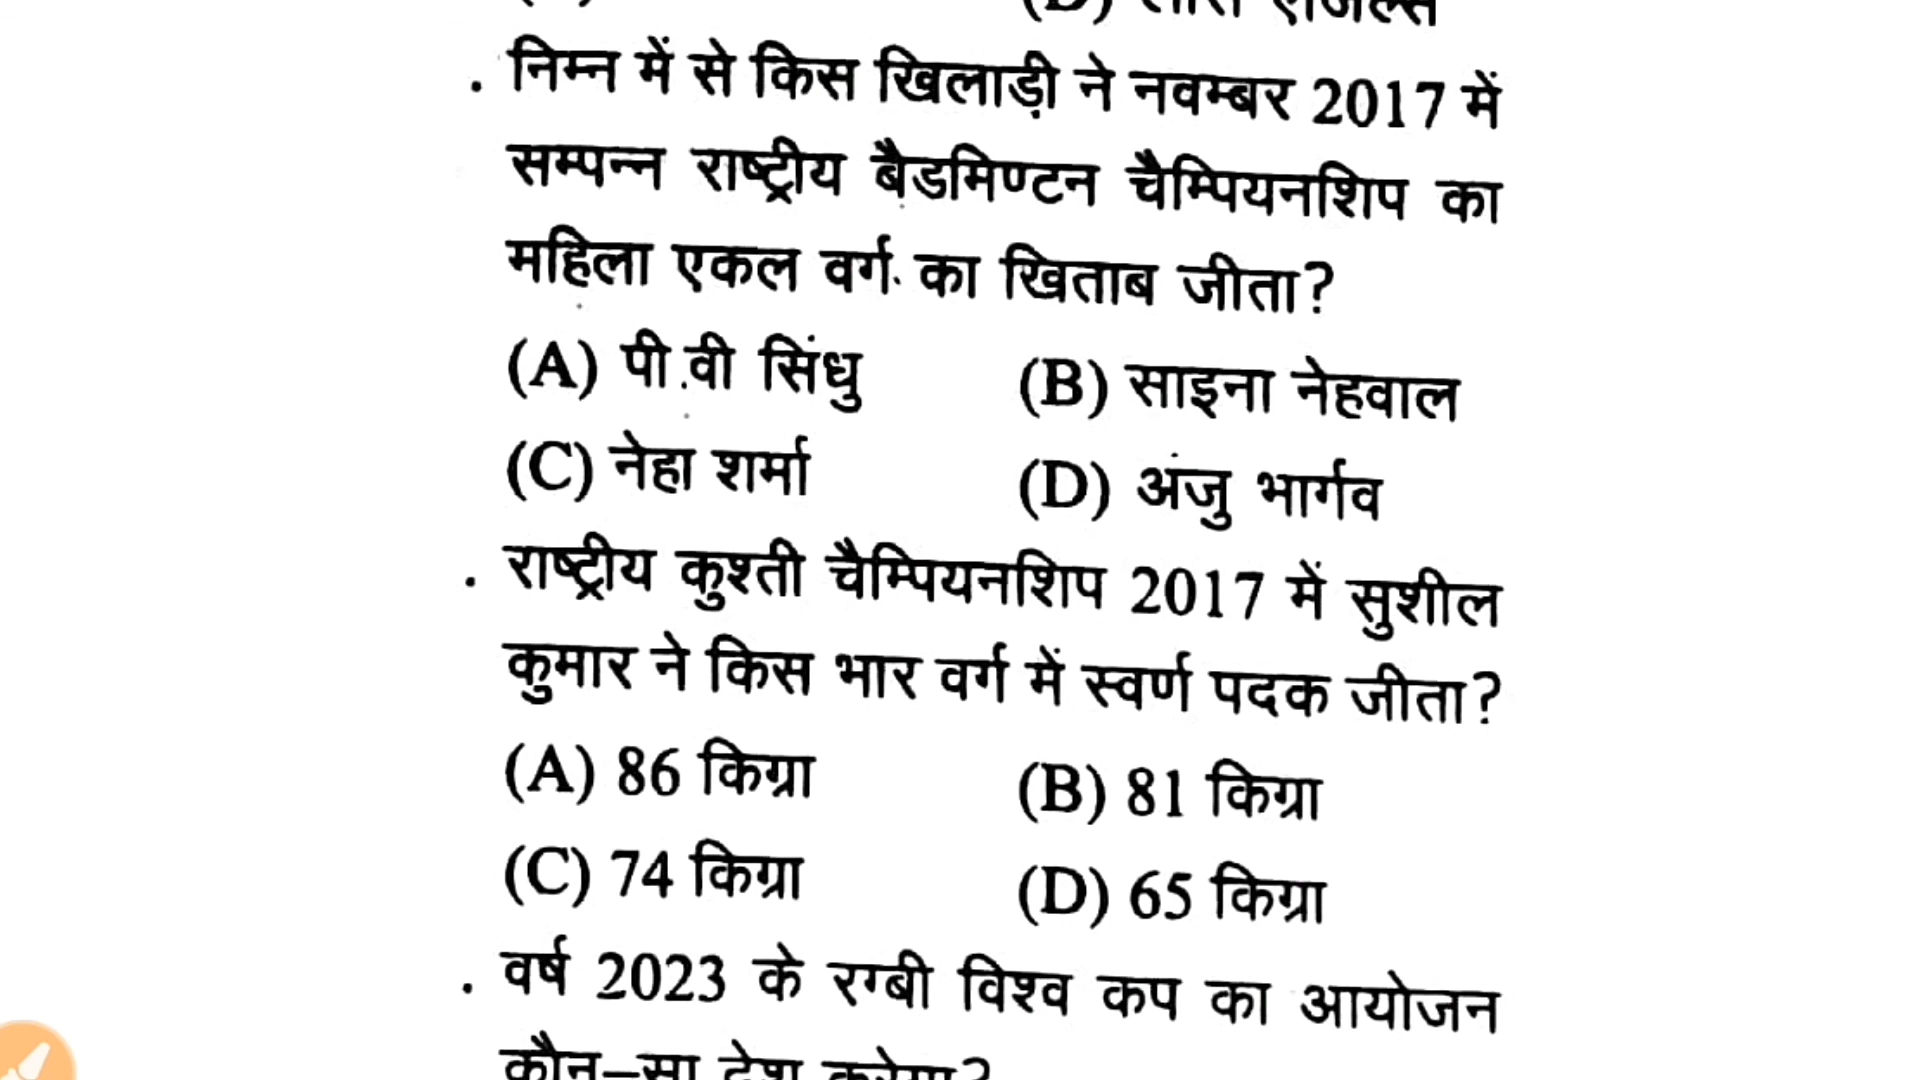 (D) लॉस एंजिल्स
. निम्न में से किस खिलाड़ी ने नवम्बर 2017 में
सम्पन्न राष्ट्रीय बैडमिण्टन चैम्पियनशिप का
महिला एकल वर्ग का खिताब जीता?
(A) पी.वी सिंधु (B) साइना नेहवाल
(C) नेहा शर्मा (D) अंजु भार्गव
. राष्ट्रीय कुश्ती चैम्पियनशिप 2017 में सुशील
कुमार ने किस भार वर्ग में स्वर्ण पदक जीता?
(A) 86 किग्रा (B) 81 किग्रा
(C) 74 किग्रा (D) 65 किग्रा
. वर्ष 2023 के रग्बी विश्व कप का आयोजन
कौन-सा देश करेगा?